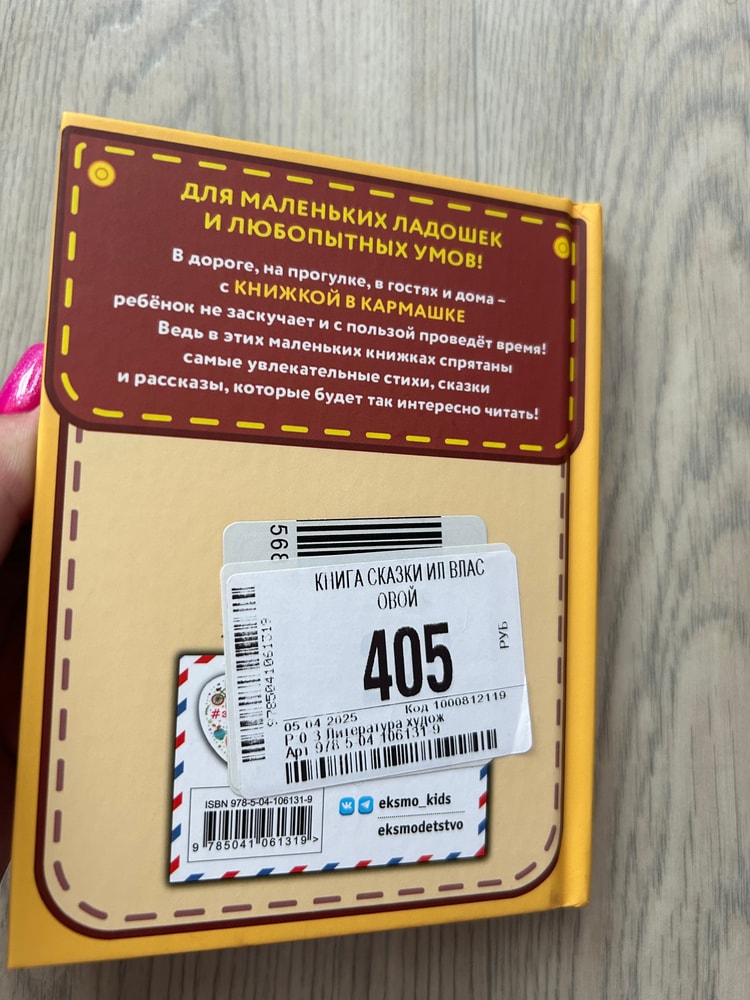 ДЛЯ МАЛЕНЬКИХ ЛАДОШЕК
И ЛЮБОПЫТНЫХ УМОВ!
В дороге, на прогулке, в гостях и дома –
с КНИЖКОЙ В КАРМАШКЕ
ребёнок не заскучает и с пользой проведёт время!
Ведь в этих маленьких книжках спрятаны
самые увлекательные стихи, сказки
и рассказы, которые будет так интересно читать!
568
КНИГА СКАЗКИ ИЛ ВЛАС
ОВОЙ
405
РУБ
9785041061319
05 04 2025 Код 1000812119
Р 0 3 Литература худож
Арт 978-5-04-106131-9
ISBN 978-5-04-106131-9
9 785041 061319 >
eksmo_kids
eksmodetstvo